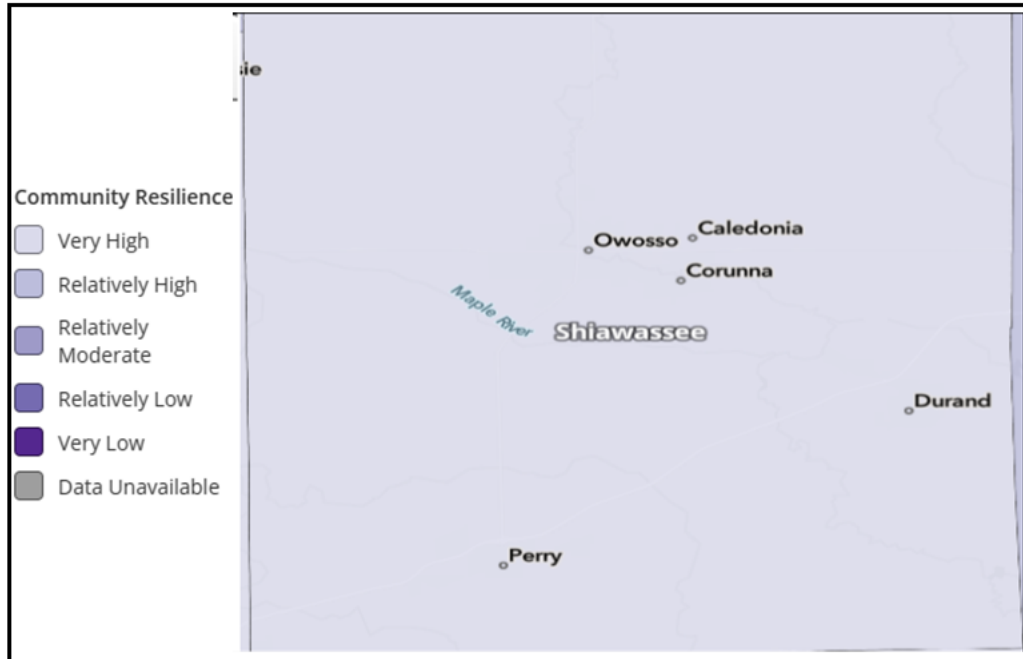 ie
Community Resilience
Very High
Relatively High
Relatively
Moderate
Relatively Low
Very Low
Data Unavailable
Owosso
Caledonia
Corunna
Maple River
Shiawassee
Durand
Perry